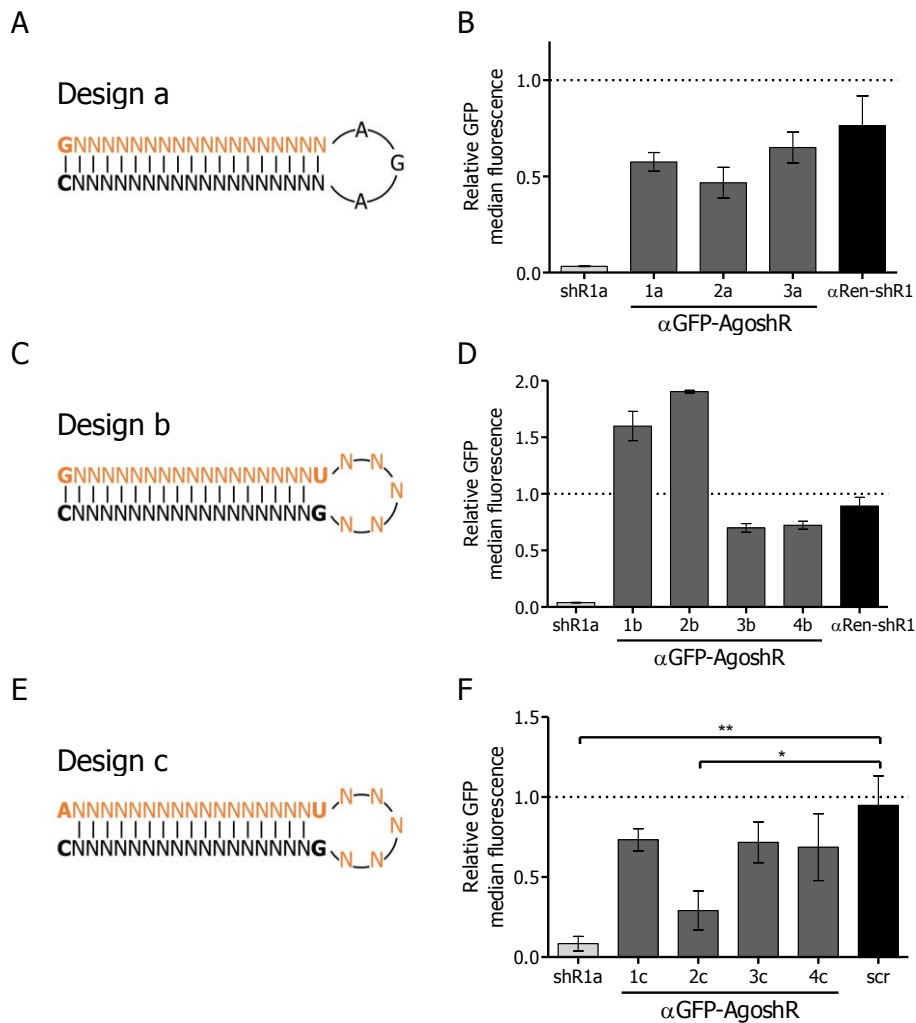 A
Design a
GNNNNNNNNNNNNNNNNNN
CNNNNNNNNNNNNNNNNNN
A
G
A
B
Relative GFP
median fluorescence
1.0
0.5
0.0
shR1a
1a
2a
3a
αRen-shR1
αGFP-AgoshR
C
Design b
GNNNNNNNNNNNNNNNNNU
CNNNNNNNNNNNNNNNNNG
N
N
N
N
N
D
Relative GFP
median fluorescence
2.0
1.5
1.0
0.5
0.0
shR1a
1b
2b
3b
4b
αRen-shR1
αGFP-AgoshR
E
Design c
ANNNNNNNNNNNNNNNNNU
CNNNNNNNNNNNNNNNNNG
N
N
N
N
N
F
Relative GFP
median fluorescence
1.5
1.0
0.5
0.0
**
*
shR1a
1c
2c
3c
4c
scr
αGFP-AgoshR